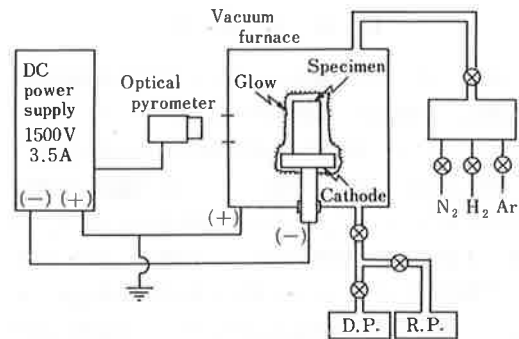 Vacuum
furnace
DC
power
supply
1500V
3.5A
Optical
pyrometer
Glow
Specimen
Cathode
(−) (+)
(+)
(−)
N₂ H₂ Ar
D.P. R.P.